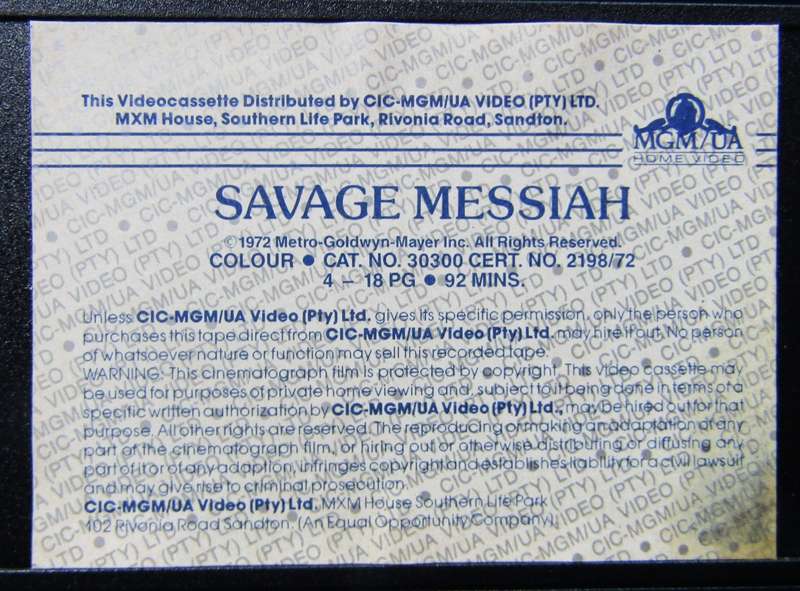 This Videocassette Distributed by CIC-MGM/UA VIDEO (PTY) LTD.
MXM House, Southern Life Park, Rivonia Road, Sandton.
MGM/UA
HOME VIDEO
SAVAGE MESSIAH
© 1972 Metro-Goldwyn-Mayer Inc. All Rights Reserved.
COLOUR • CAT. NO. 30300 CERT. NO. 2198/72
4 – 18 PG • 92 MINS.
Unless CIC-MGM/UA Video (Pty) Ltd. gives its specific permission, only the person who
purchases this tape direct from CIC-MGM/UA Video (Pty) Ltd. may hire it out. No person
of whatsoever nature or function may sell this recorded tape.
WARNING: This cinematograph film is protected by copyright. This video cassette may
be used for purposes of private home viewing and, subject to it being done in terms of a
specific written authorization by CIC-MGM/UA Video (Pty) Ltd., may be hired out for that
purpose. All other rights are reserved. The reproducing or making an adaptation of any
part of the cinematograph film, or hiring out or otherwise distributing or diffusing any
part of it or of any adaption, infringes copyright and establishes liability for a civil lawsuit
and may give rise to criminal prosecution.
CIC-MGM/UA Video (Pty) Ltd. MXM House Southern Life Park
102 Rivonia Road Sandton. (An Equal Opportunity Company).